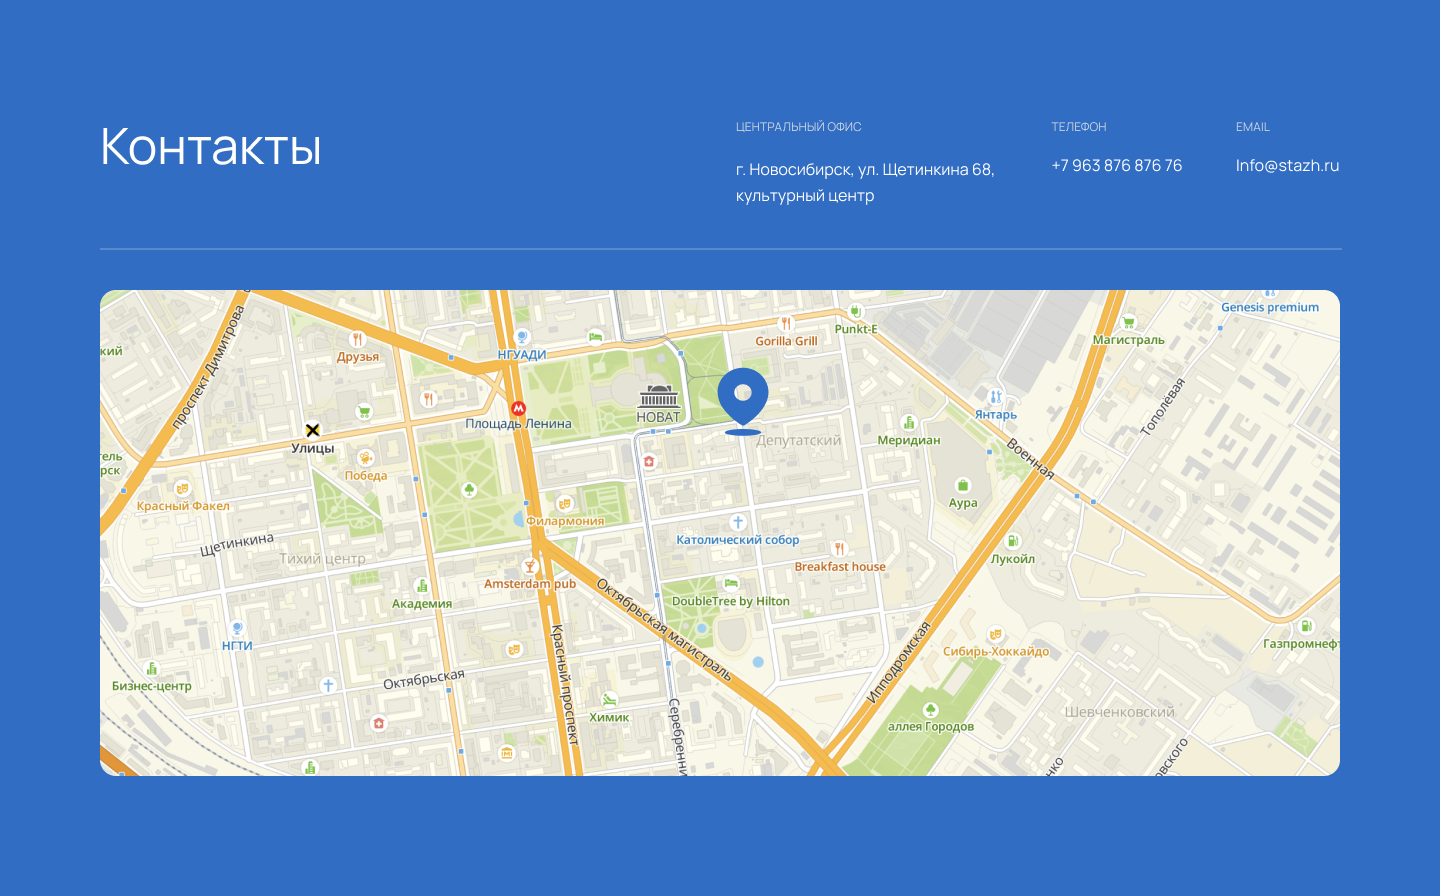 Контакты
ЦЕНТРАЛЬНЫЙ ОФИС
г. Новосибирск, ул. Щетинкина 68,
культурный центр
ТЕЛЕФОН
+7 963 876 876 76
EMAIL
Info@stazh.ru
Genesis premium
проспект Димитрова
Punkt-E
Магистраль
Gorilla Grill
кий
Друзья
НГУАДИ
Тополёвая
НОВАТ
Янтарь
Площадь Ленина
Депутатский
Меридиан
Улицы
Военная
тель
рск
Победа
Красный Факел
Аура
Филармония
Щетинкина
Католический собор
Тихий центр
Лукойл
Breakfast house
Amsterdam pub
Академия
Октябрьская магистраль
DoubleTree by Hilton
НГТИ
Красный проспект
Ипподромская
Сибирь-Хоккайдо
Газпромнефт
Октябрьская
Бизнес-центр
Химик
Серебренни
аллея Городов
Шевченковский
нко
овского